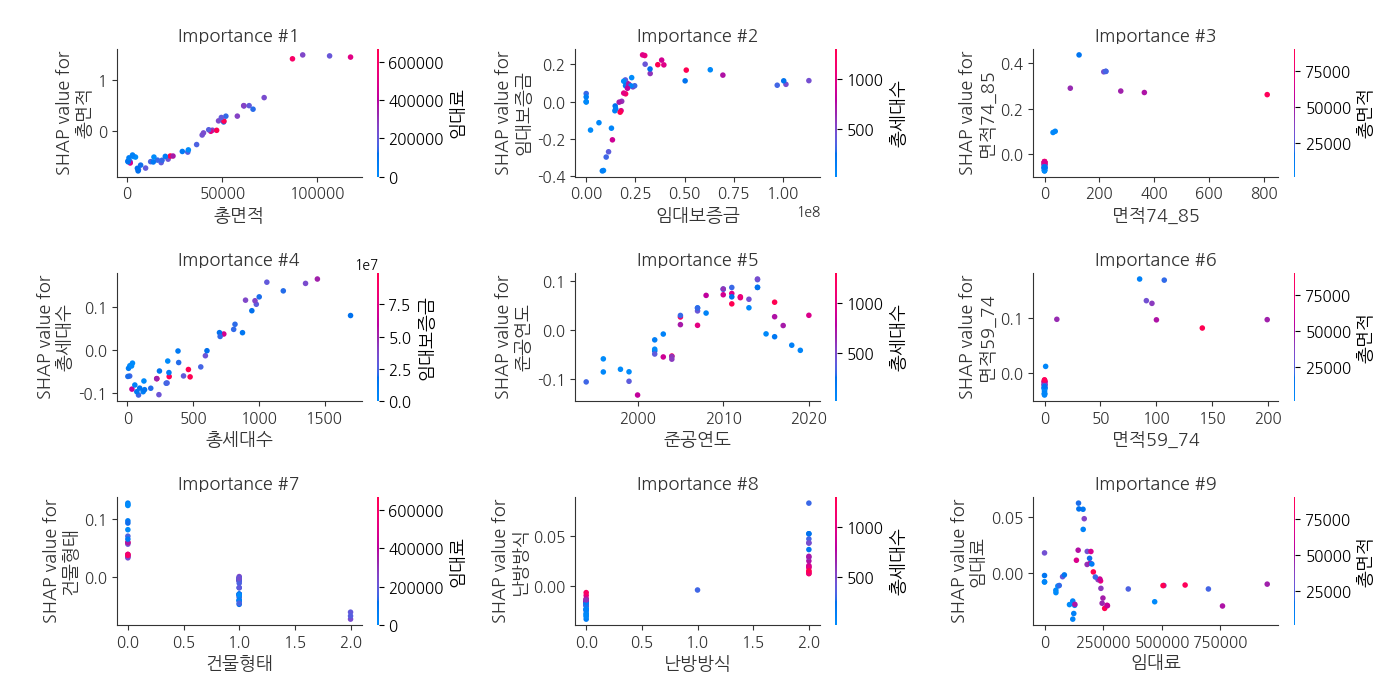 Importance #1
SHAP value for
총면적
1
0
0
50000
100000
총면적
600000
400000
200000
0
임대료
Importance #2
SHAP value for
임대보증금
0.2
0.0
-0.2
-0.4
0.00
0.25
0.50
0.75
1.00
1e8
임대보증금
1000
500
총세대수
Importance #3
SHAP value for
면적74_85
0.4
0.2
0.0
0
200
400
600
800
면적74_85
75000
50000
25000
총면적
Importance #4
SHAP value for
총세대수
0.1
0.0
-0.1
0
500
1000
1500
총세대수
1e7
7.5
5.0
2.5
0.0
임대보증금
Importance #5
SHAP value for
준공연도
0.1
0.0
-0.1
2000
2010
2020
준공연도
1000
500
총세대수
Importance #6
SHAP value for
면적59_74
0.1
0.0
0
50
100
150
200
면적59_74
75000
50000
25000
총면적
Importance #7
SHAP value for
건물형태
0.1
0.0
0.0
0.5
1.0
1.5
2.0
건물형태
600000
400000
200000
0
임대료
Importance #8
SHAP value for
난방방식
0.05
0.00
0.0
0.5
1.0
1.5
2.0
난방방식
1000
500
총세대수
Importance #9
SHAP value for
임대료
0.05
0.00
0
250000
500000
750000
임대료
75000
50000
25000
총면적